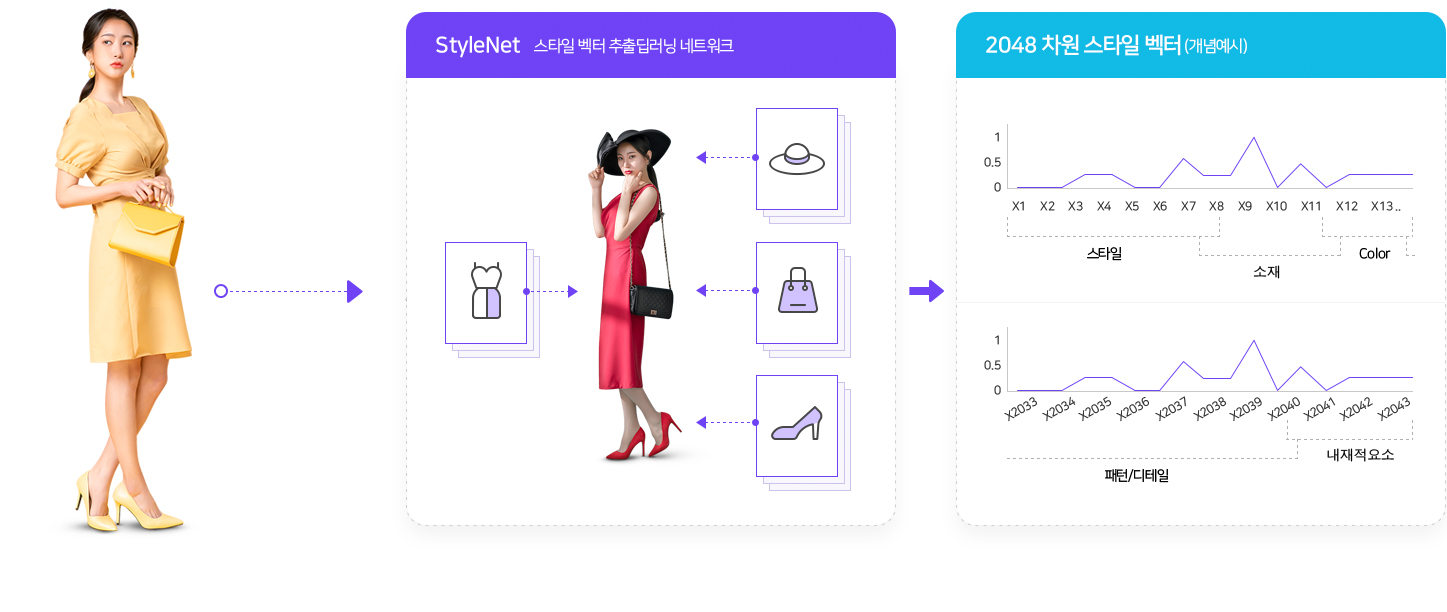 StyleNet 스타일 벡터 추출딥러닝 네트워크
2048 차원 스타일 벡터 (개념예시)
1
0.5
0
X1 X2 X3 X4 X5 X6 X7 X8 X9 X10 X11 X12 X13..
스타일
소재
Color
1
0.5
0
X2033 X2034 X2035 X2036 X2037 X2038 X2039 X2040 X2041 X2042 X2043
내재적요소
패턴/디테일